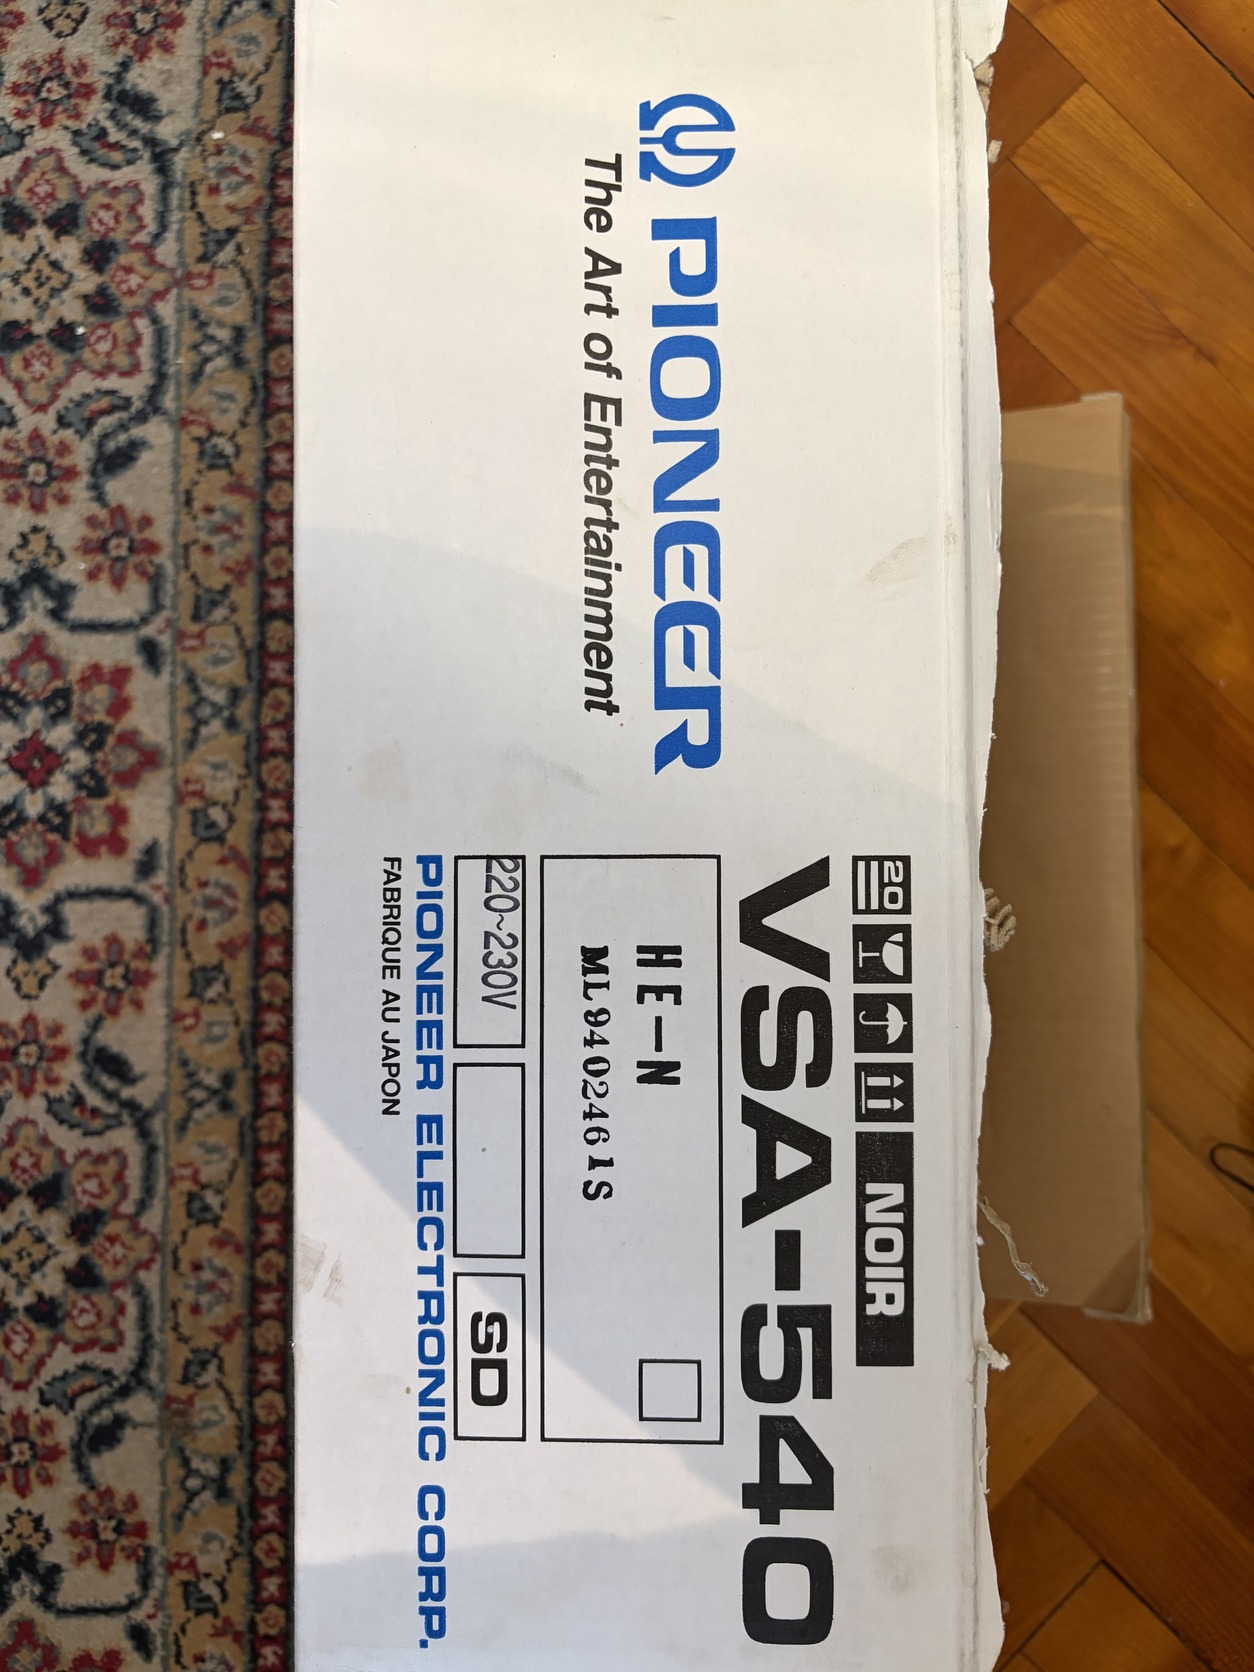 PIONEER
The Art of Entertainment
20
NOIR
VSA-540
HE-N
ML9402461S
220~230V
SD
PIONEER ELECTRONIC CORP.
FABRIQUE AU JAPON